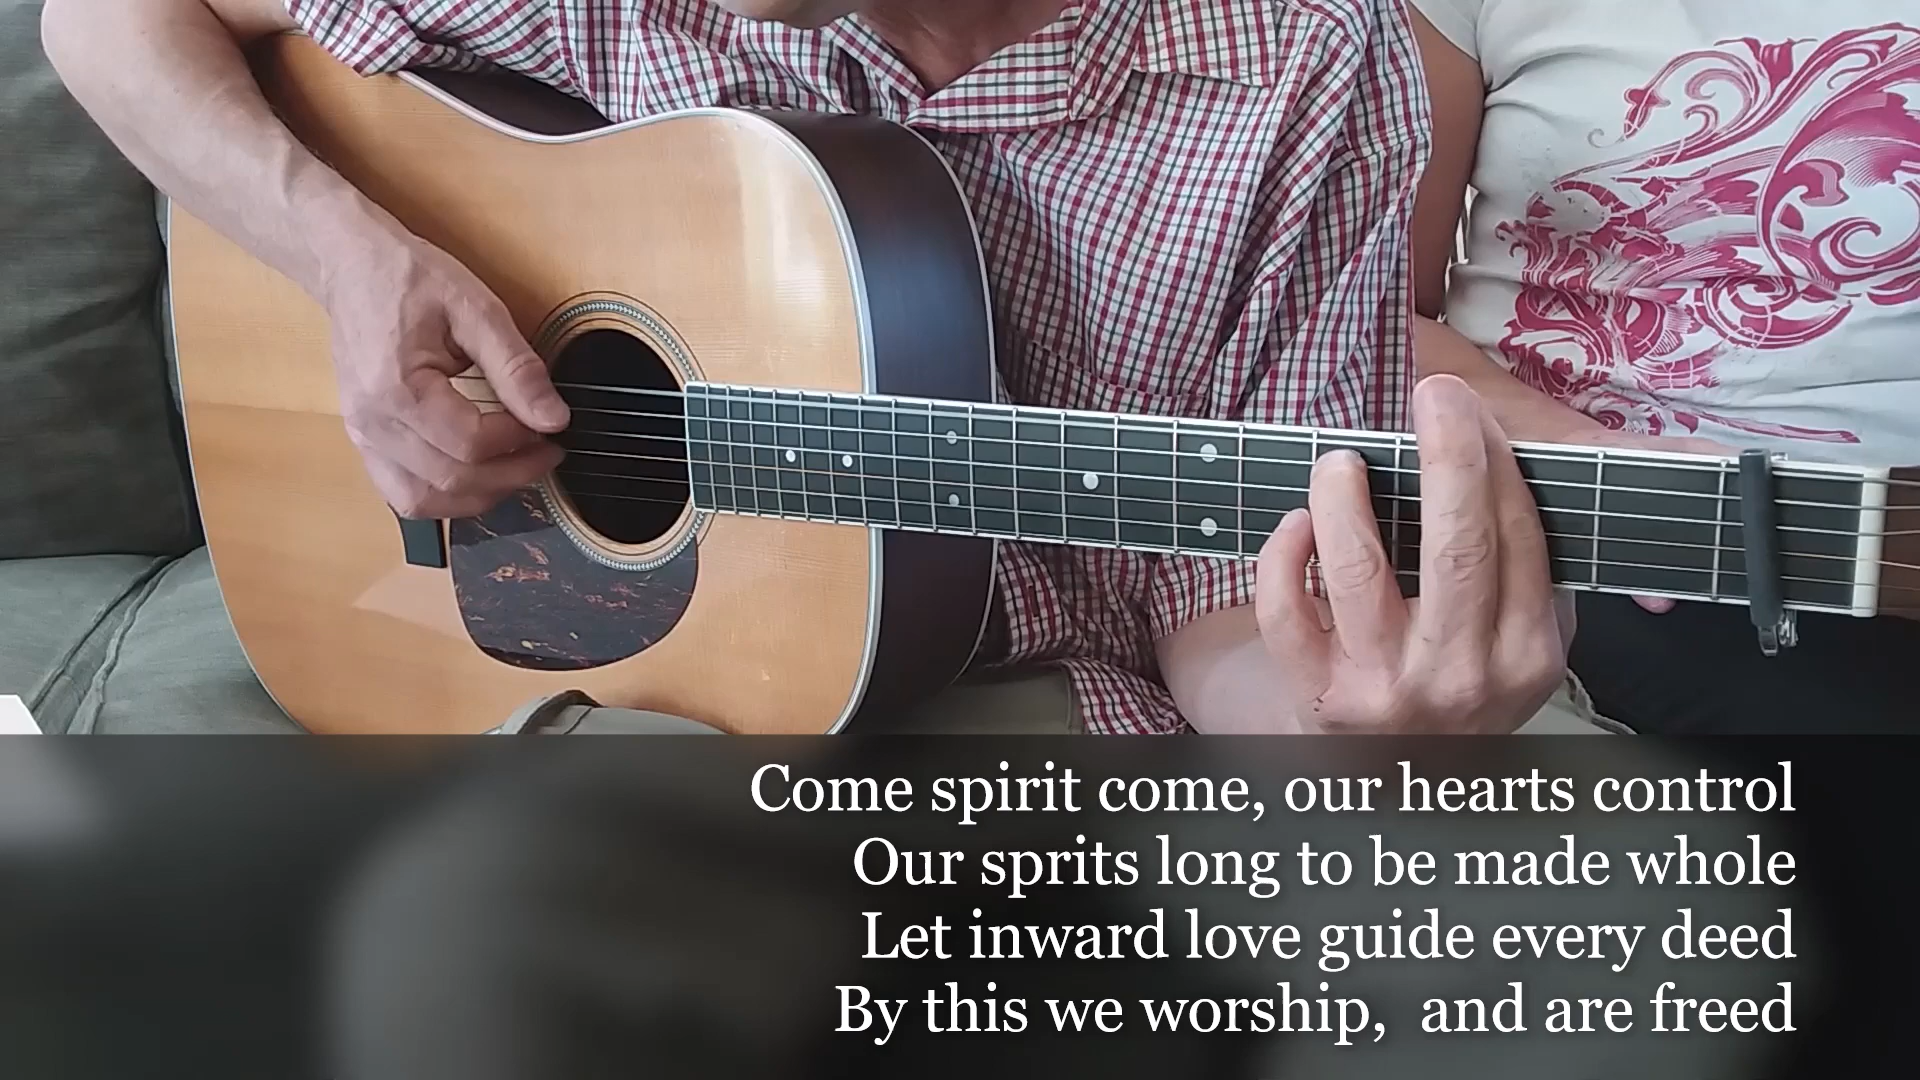 Come spirit come, our hearts control
Our sprits long to be made whole
Let inward love guide every deed
By this we worship,  and are freed